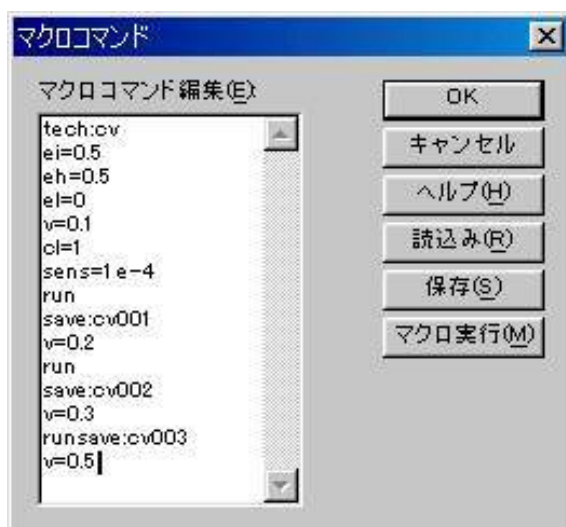 マクロコマンド
マクロコマンド編集(E):
tech:cv
ei=0.5
eh=0.5
el=0
v=0.1
cl=1
sens=1e-4
run
save:cv001
v=0.2
run
save:cv002
v=0.3
runsave:cv003
v=0.5
OK
キャンセル
ヘルプ(H)
読込み(R)
保存(S)
マクロ実行(M)